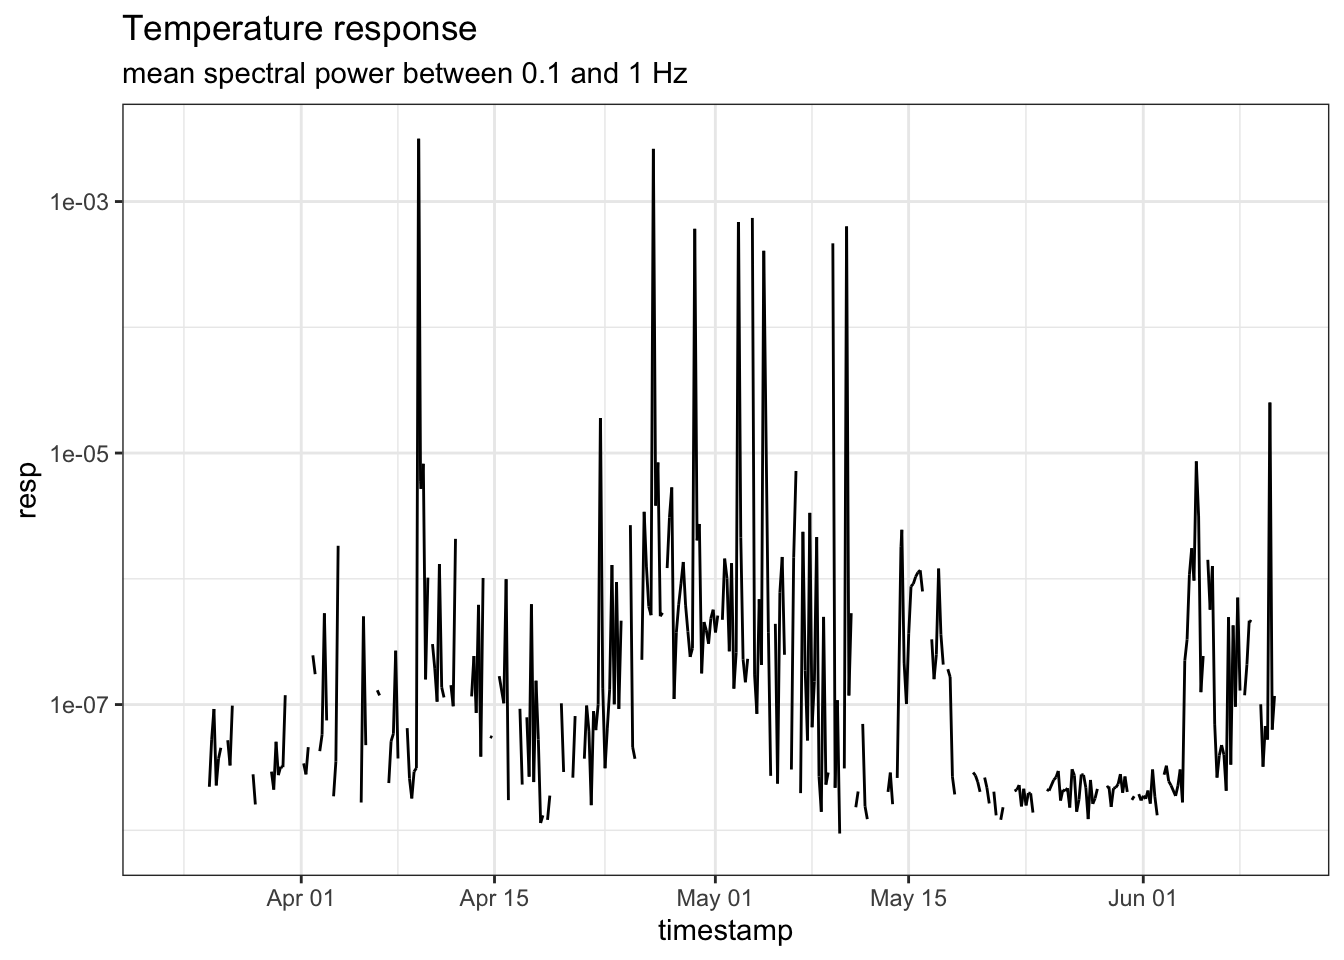 Temperature response
mean spectral power between 0.1 and 1 Hz
1e-03
1e-05
1e-07
resp
Apr 01
Apr 15
May 01
May 15
Jun 01
timestamp